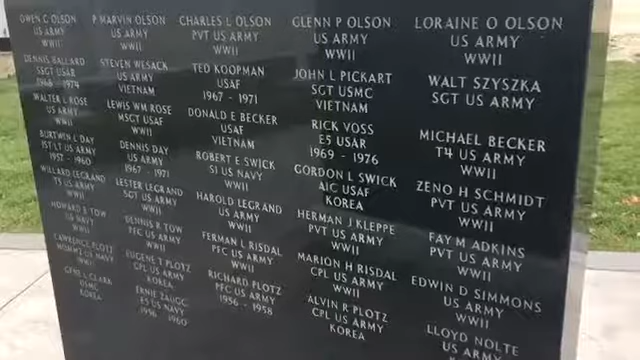 OWEN C OLSON
US ARMY
WWII
DENNIS BALLARD
SSGT USAR
1968 - 1974
WALTER L ROSE
US ARMY
WWII
BURTWIN L DAY
1ST LT US ARMY
1957 - 1960
WILLARD LEGRAND
T5 US ARMY
WWII
HOWARD E TOW
US NAVY
WWII
LAWRENCE PLOTZ
US NAVY
WWII
GENE L CLARK
USMC
KOREA
P MARVIN OLSON
US ARMY
WWII
STEVEN WESACK
US ARMY
VIETNAM
LEWIS WM ROSE
MSGT USAF
WWII
DENNIS DAY
US ARMY
1967 - 1971
LESTER LEGRAND
SGT US ARMY
WWII
DENNIS R TOW
PFC US ARMY
WWII
EUGENE T PLOTZ
CPL US ARMY
KOREA
ERNIE ZAUGG
E5 US NAVY
1956 - 1960
CHARLES L OLSON
PVT US ARMY
WWII
TED KOOPMAN
USAF
1967 - 1971
DONALD E BECKER
USAF
VIETNAM
ROBERT E SWICK
S1 US NAVY
WWII
HAROLD LEGRAND
US ARMY
WWII
FERMAN L RISDAL
PFC US ARMY
WWII
RICHARD PLOTZ
PFC US ARMY
1956 - 1958
GLENN P OLSON
US ARMY
WWII
JOHN L PICKART
SGT USMC
VIETNAM
RICK VOSS
E5 USAR
1969 - 1976
GORDON L SWICK
A1C USAF
KOREA
HERMAN J KLEPPE
PVT US ARMY
WWII
MARION H RISDAL
CPL US ARMY
WWII
ALVIN R PLOTZ
CPL US ARMY
KOREA
LORAINE O OLSON
US ARMY
WWII
WALT SZYSZKA
SGT US ARMY
MICHAEL BECKER
T4 US ARMY
WWII
ZENO H SCHMIDT
PVT US ARMY
WWII
FAY M ADKINS
PVT US ARMY
WWII
EDWIN D SIMMONS
US ARMY
WWII
LLOYD NOLTE
US ARMY